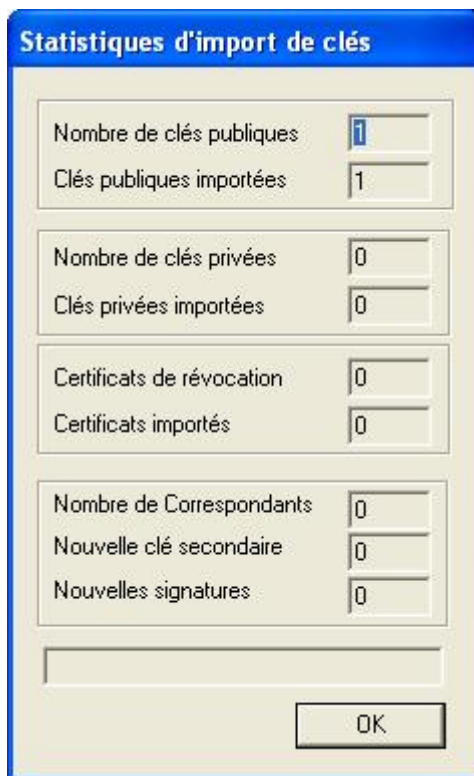 Statistiques d'import de clés
Nombre de clés publiques 1
Clés publiques importées 1
Nombre de clés privées 0
Clés privées importées 0
Certificats de révocation 0
Certificats importés 0
Nombre de Correspondants 0
Nouvelle clé secondaire 0
Nouvelles signatures 0
OK